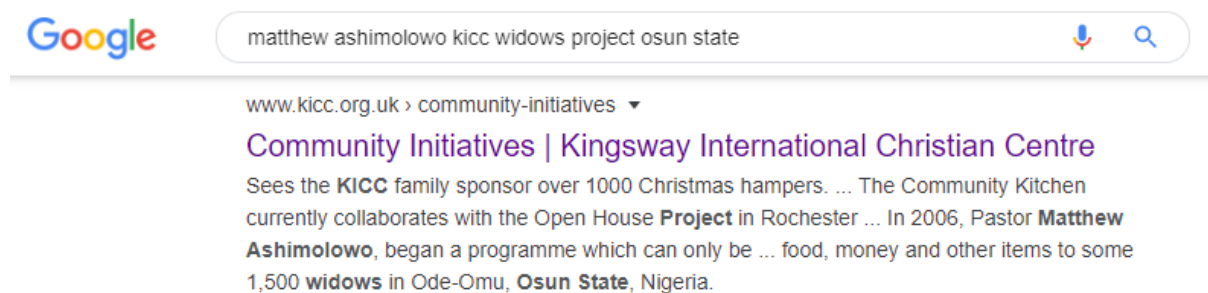 Google
matthew ashimolowo kicc widows project osun state
www.kicc.org.uk › community-initiatives
Community Initiatives | Kingsway International Christian Centre
Sees the KICC family sponsor over 1000 Christmas hampers. ... The Community Kitchen
currently collaborates with the Open House Project in Rochester ... In 2006, Pastor Matthew
Ashimolowo, began a programme which can only be ... food, money and other items to some
1,500 widows in Ode-Omu, Osun State, Nigeria.